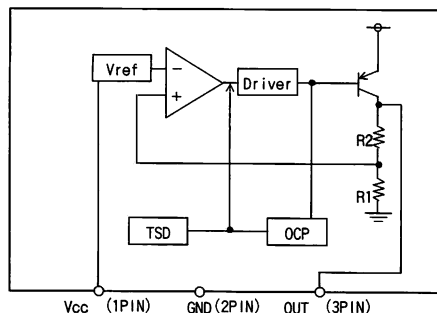 Vref
−
+
Driver
R2
R1
TSD
OCP
Vcc (1PIN) GND (2PIN) OUT (3PIN)